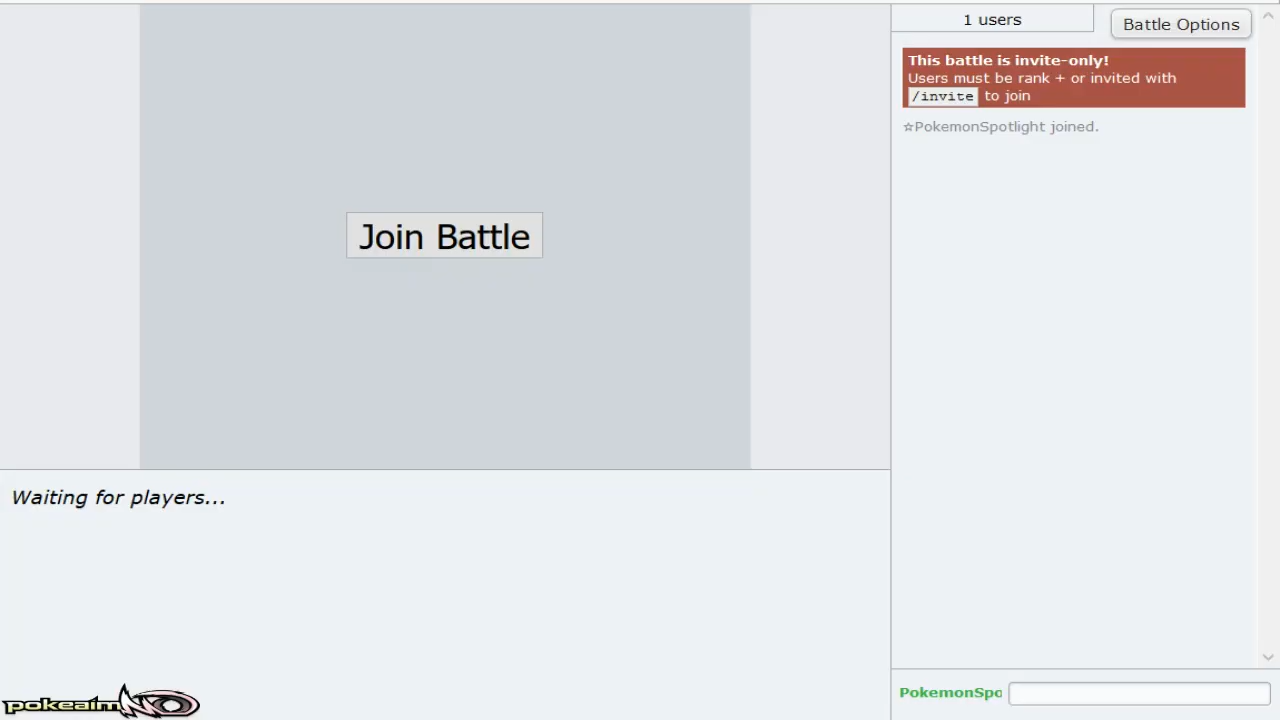 1 users
Battle Options
This battle is invite-only!
Users must be rank + or invited with
/invite to join
☆PokemonSpotlight joined.
Join Battle
Waiting for players...
pokeaimMD
PokemonSpo